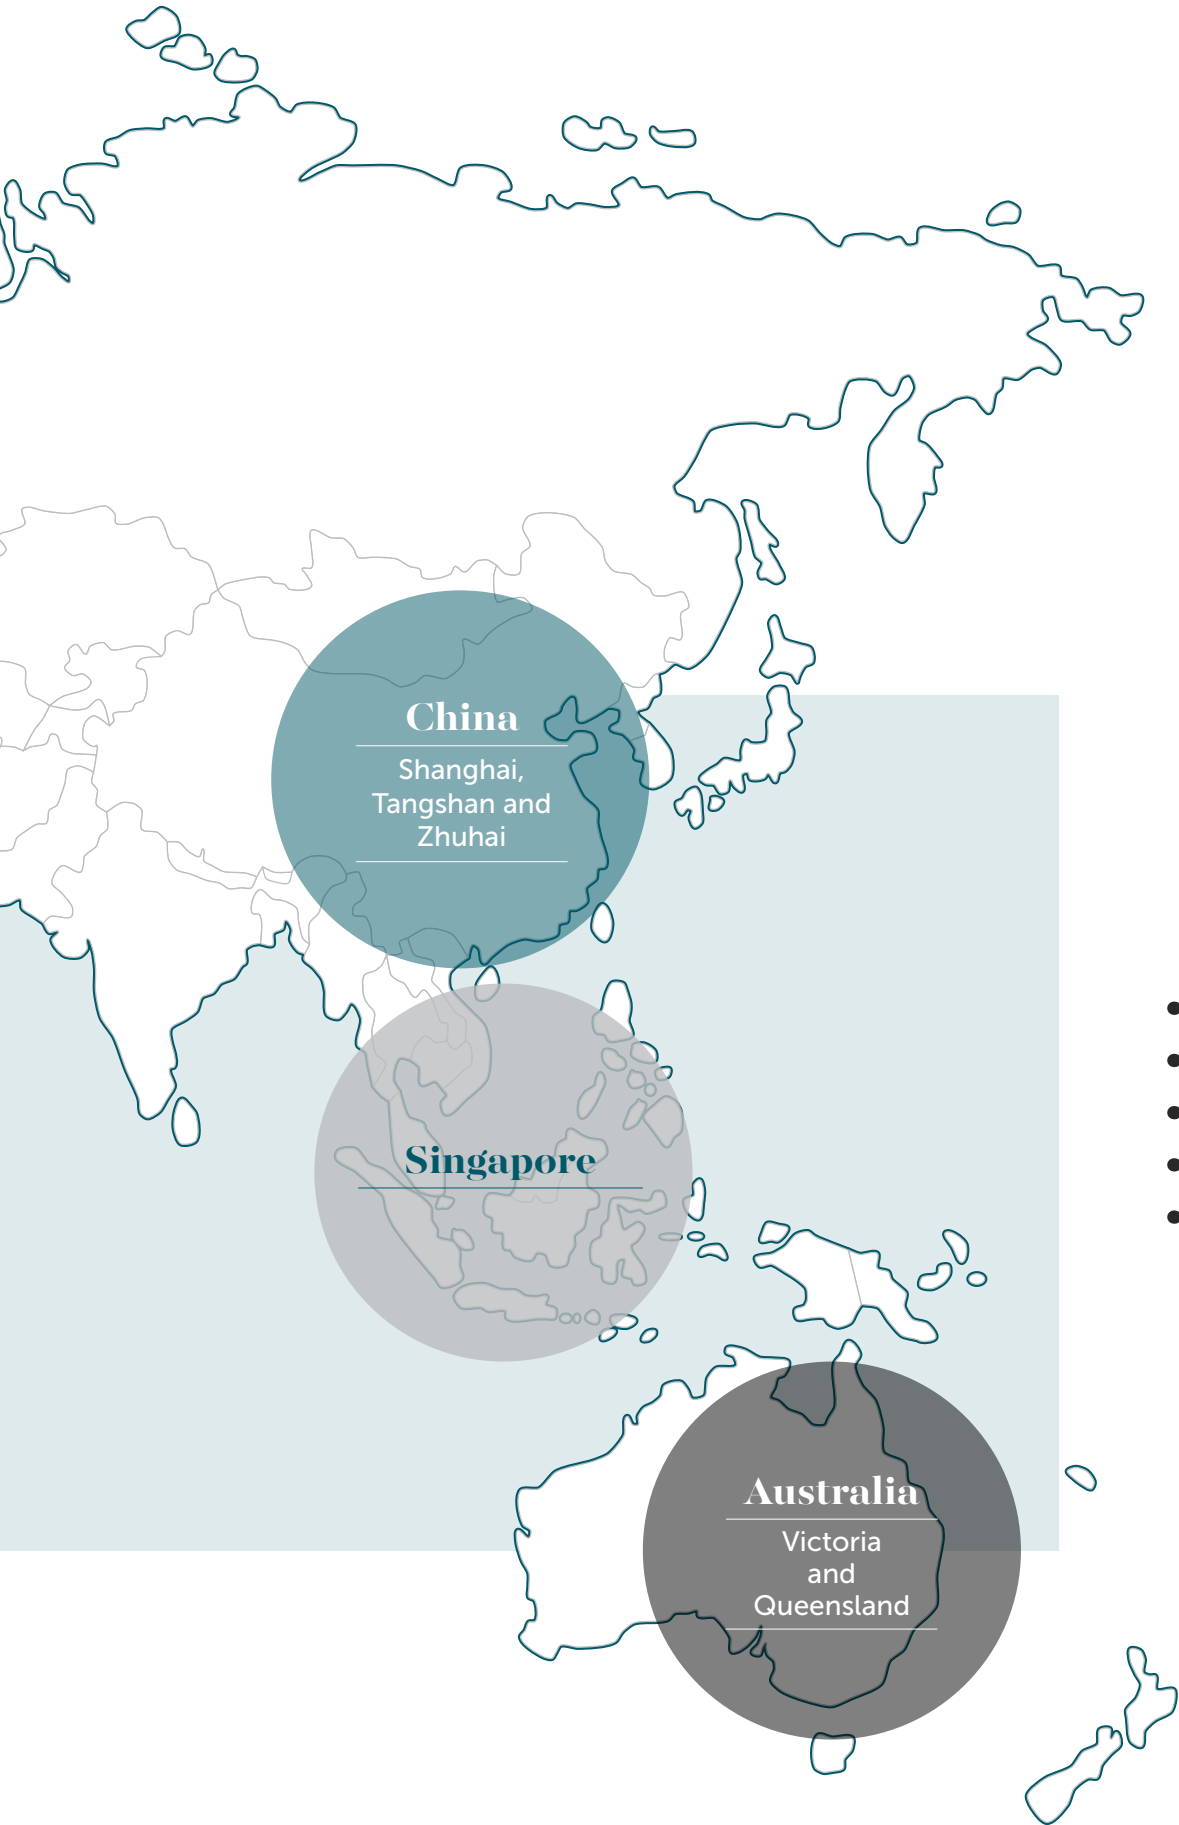 China
Shanghai,
Tangshan and
Zhuhai
Singapore
Australia
Victoria
and
Queensland